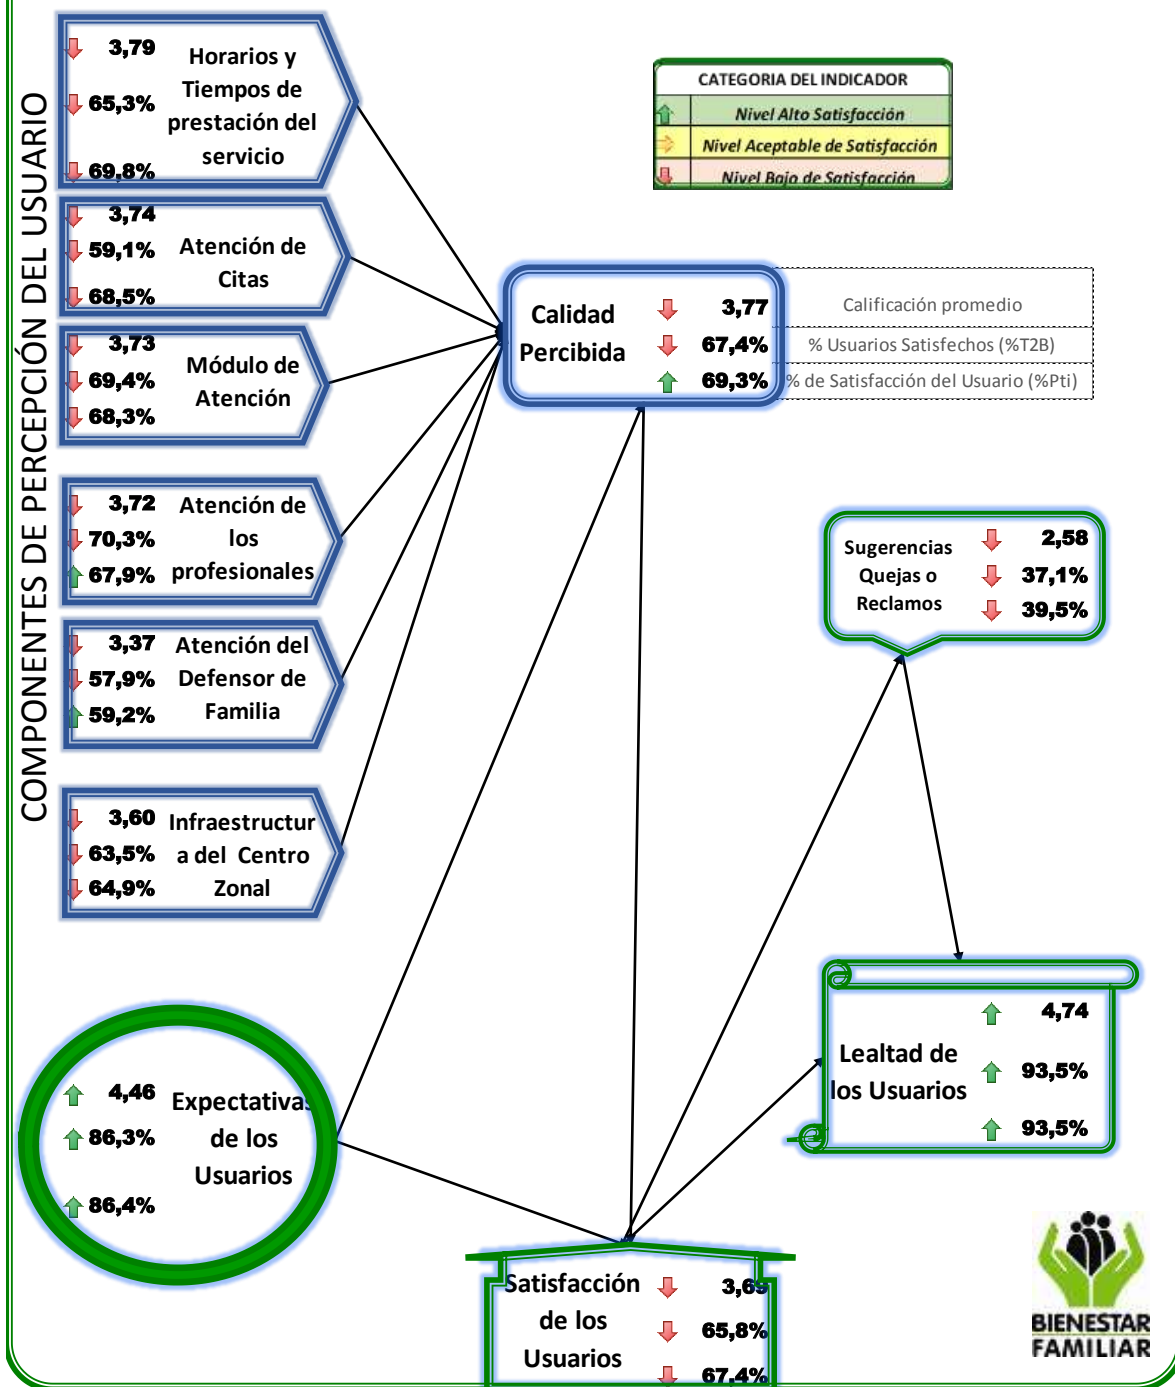 COMPONENTES DE PERCEPCIÓN DEL USUARIO
3,79
65,3%
69,8%
Horarios y
Tiempos de
prestación del
servicio
3,74
59,1%
68,5%
Atención de
Citas
3,73
69,4%
68,3%
Módulo de
Atención
3,72
70,3%
67,9%
Atención de
los
profesionales
3,37
57,9%
59,2%
Atención del
Defensor de
Familia
3,60
63,5%
64,9%
Infraestructur
a del Centro
Zonal
4,46
86,3%
86,4%
Expectativas
de los
Usuarios
CATEGORIA DEL INDICADOR
Nivel Alto Satisfacción
Nivel Aceptable de Satisfacción
Nivel Bajo de Satisfacción
Calidad
Percibida
3,77
67,4%
69,3%
Calificación promedio
% Usuarios Satisfechos (%T2B)
% de Satisfacción del Usuario (%Pti)
Sugerencias
Quejas o
Reclamos
2,58
37,1%
39,5%
Lealtad de
los Usuarios
4,74
93,5%
93,5%
Satisfacción
de los
Usuarios
3,69
65,8%
67,4%
BIENESTAR
FAMILIAR